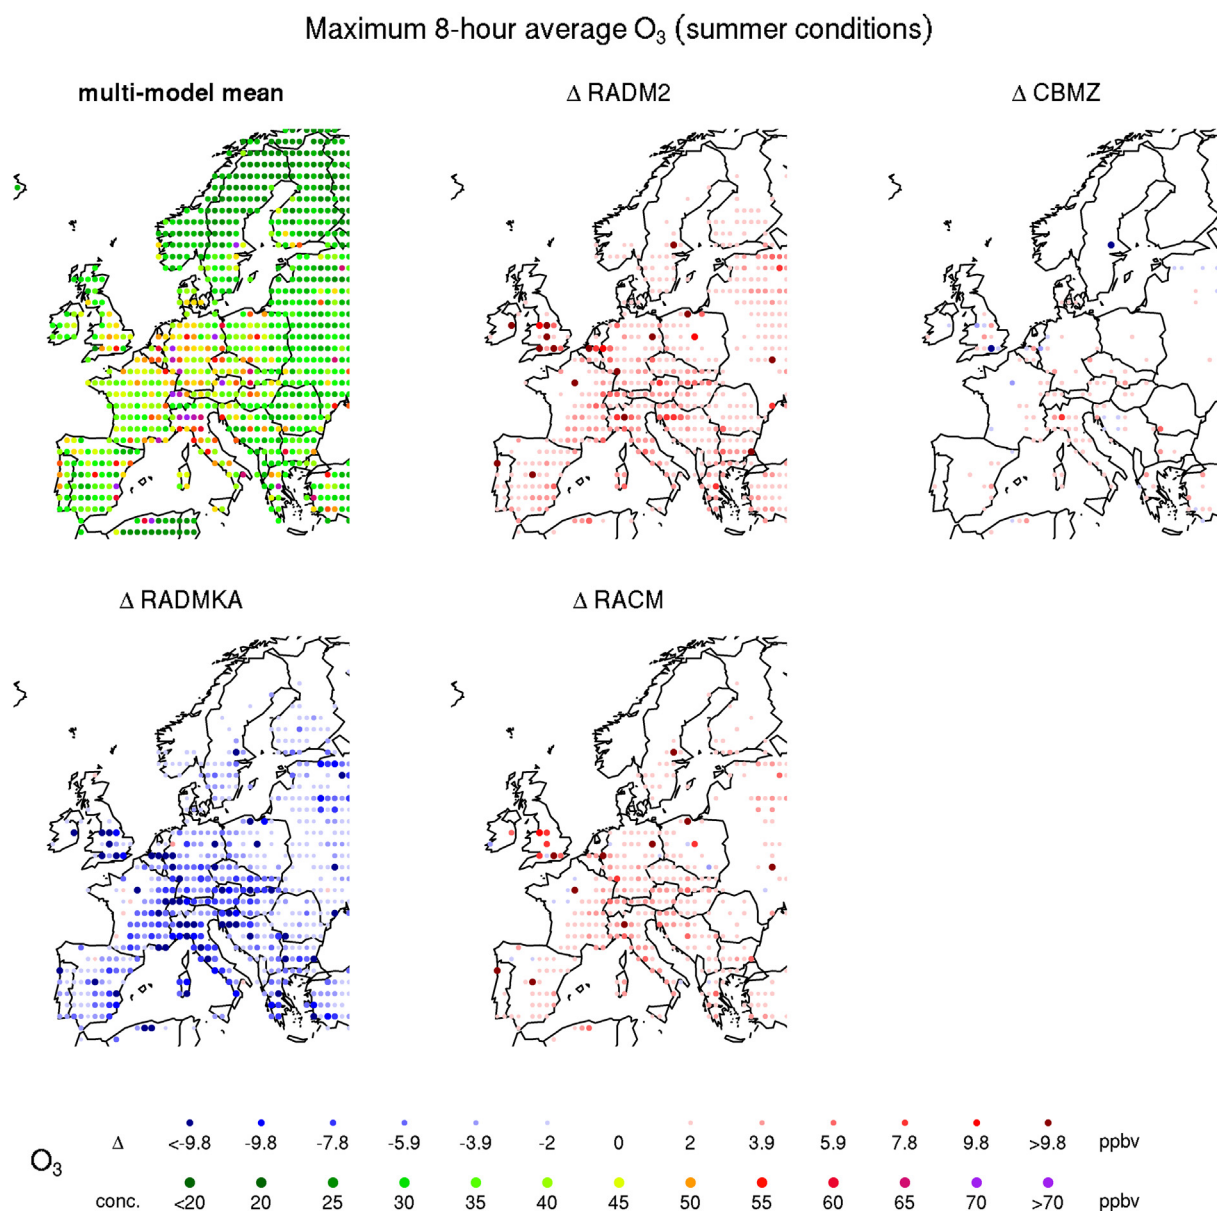 Maximum 8-hour average O₃ (summer conditions)
multi-model mean
Δ RADM2
Δ CBMZ
Δ RADMKA
Δ RACM
O₃
Δ <-9.8 -9.8 -7.8 -5.9 -3.9 -2 0 2 3.9 5.9 7.8 9.8 >9.8 ppbv
conc. <20 20 25 30 35 40 45 50 55 60 65 70 >70 ppbv